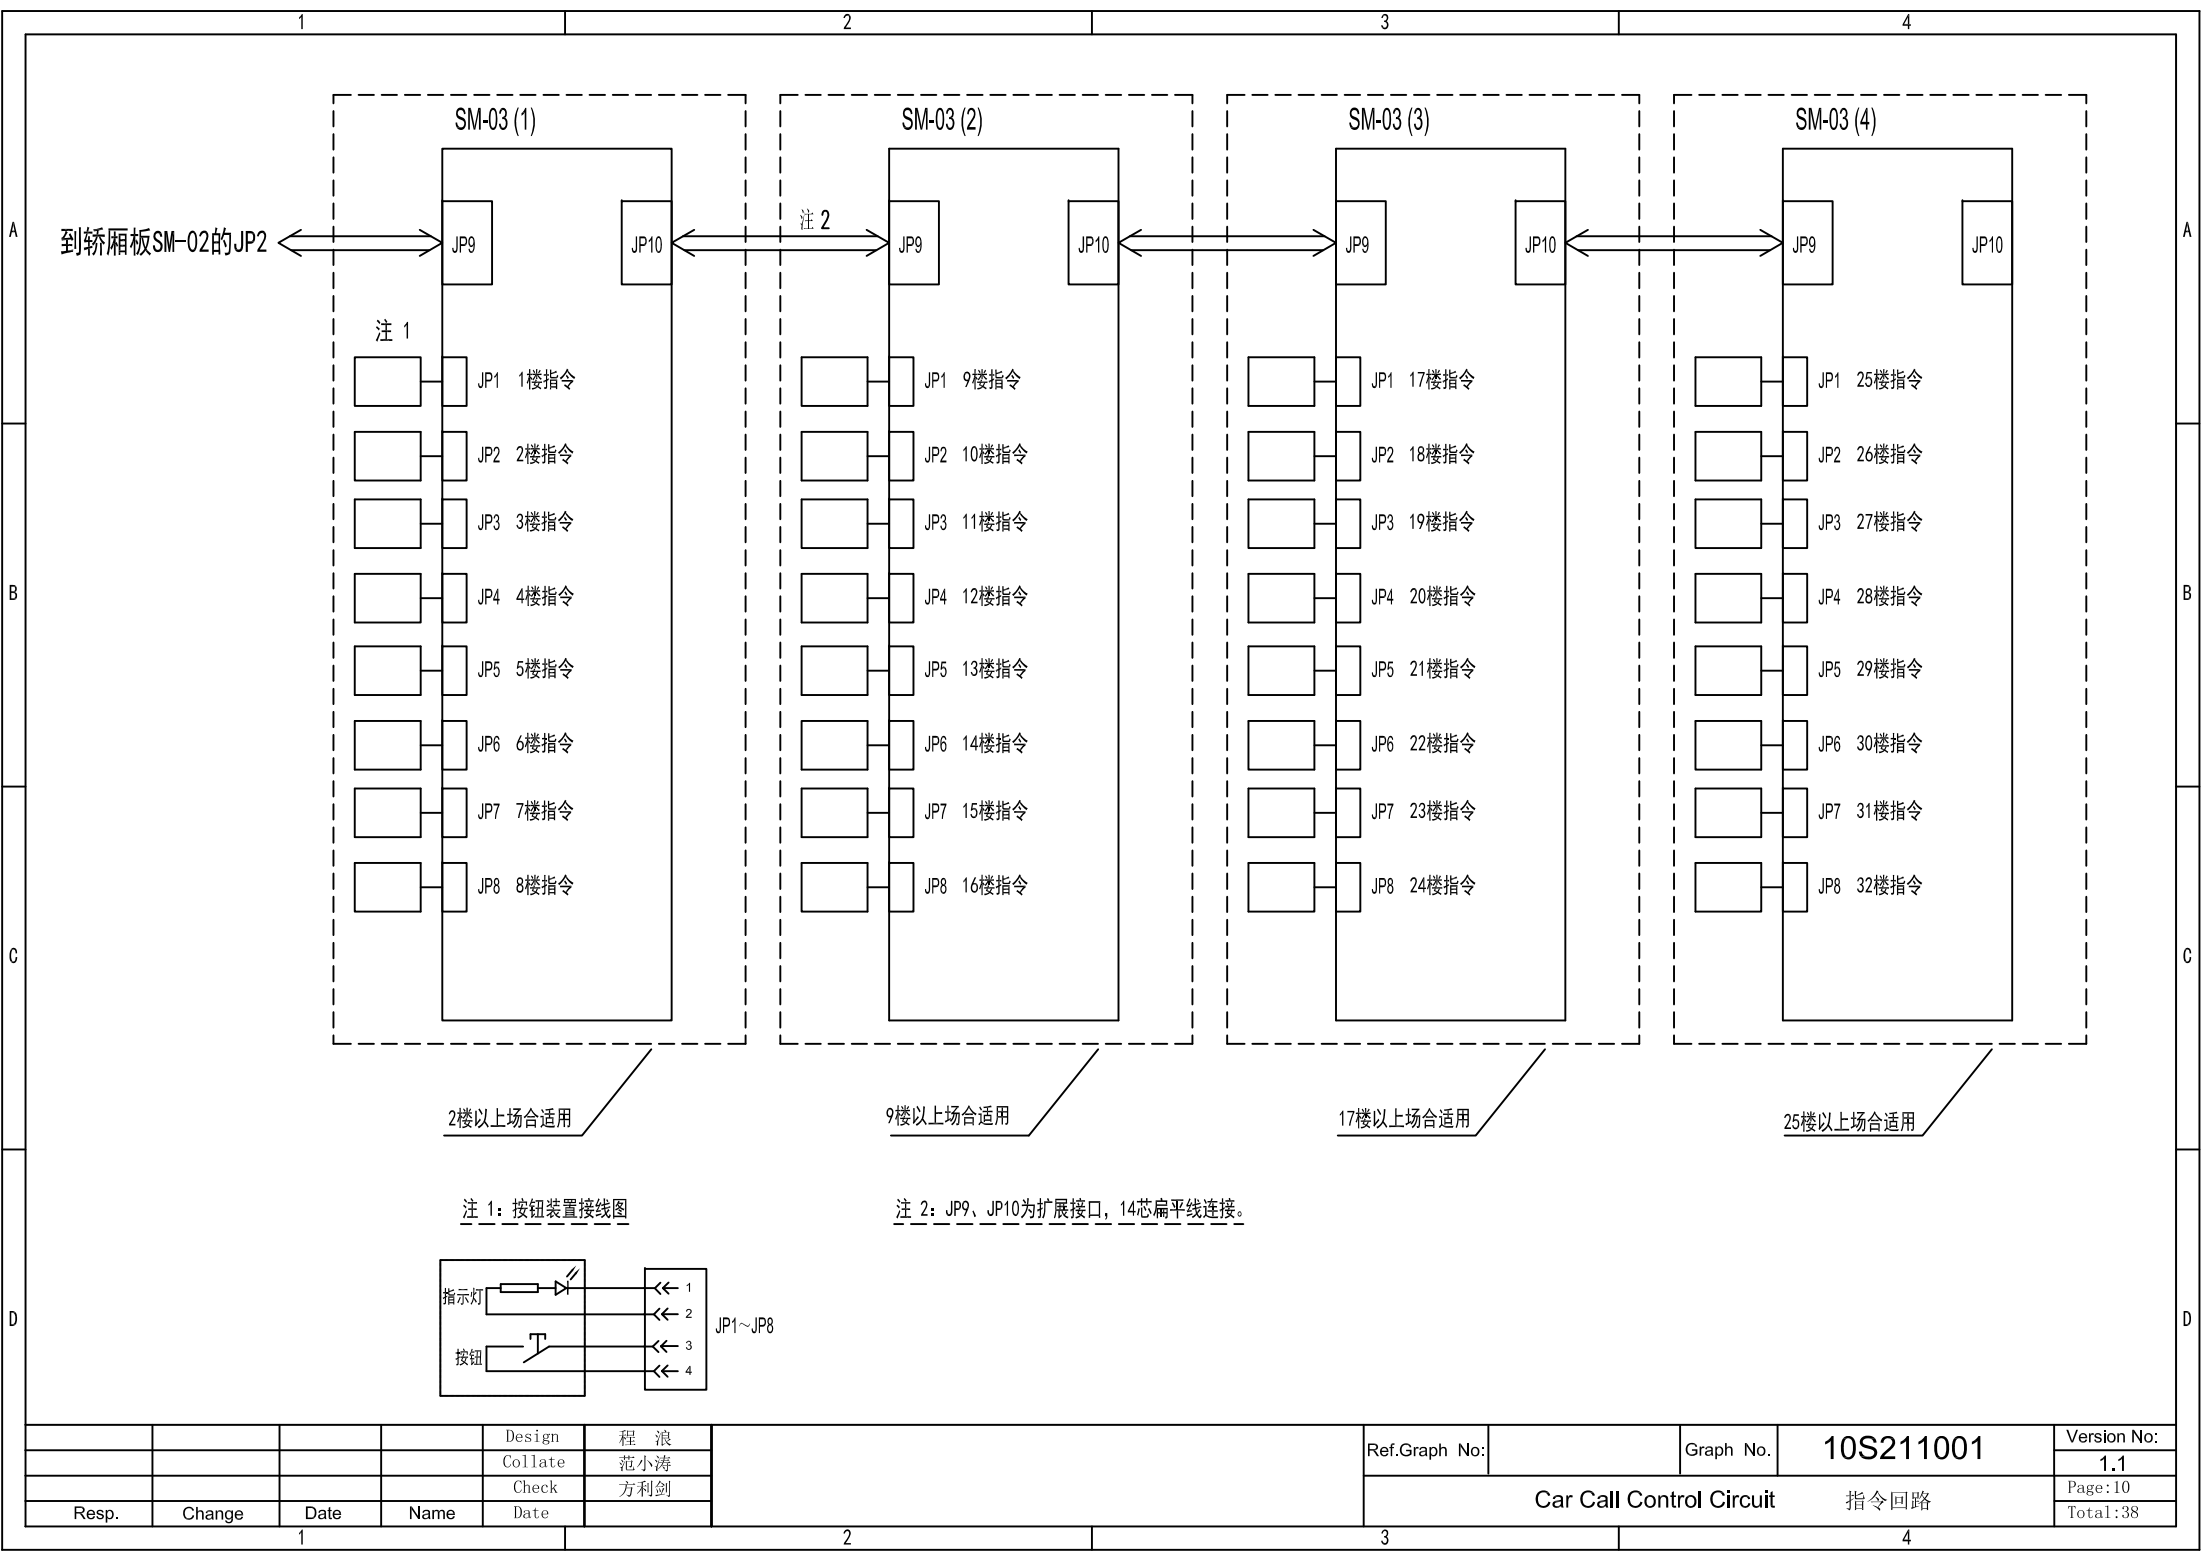 1 2 3 4
SM-03 (1) SM-03 (2) SM-03 (3) SM-03 (4)
A 到轿厢板SM-02的JP2 JP9 JP10 注 2 JP9 JP10 JP9 JP10 JP9 JP10 A
注 1
JP1 1楼指令 JP1 9楼指令 JP1 17楼指令 JP1 25楼指令
JP2 2楼指令 JP2 10楼指令 JP2 18楼指令 JP2 26楼指令
JP3 3楼指令 JP3 11楼指令 JP3 19楼指令 JP3 27楼指令
B JP4 4楼指令 JP4 12楼指令 JP4 20楼指令 JP4 28楼指令 B
JP5 5楼指令 JP5 13楼指令 JP5 21楼指令 JP5 29楼指令
JP6 6楼指令 JP6 14楼指令 JP6 22楼指令 JP6 30楼指令
JP7 7楼指令 JP7 15楼指令 JP7 23楼指令 JP7 31楼指令
JP8 8楼指令 JP8 16楼指令 JP8 24楼指令 JP8 32楼指令
C C
2楼以上场合适用 9楼以上场合适用 17楼以上场合适用 25楼以上场合适用
注 1: 按钮装置接线图 注 2: JP9、JP10为扩展接口, 14芯扁平线连接。
指示灯 1
2
D JP1～JP8 D
3
按钮 4
Design 程 浪 Ref.Graph No: Graph No. 10S211001 Version No:
Collate 范小涛 1.1
Check 方利剑 Car Call Control Circuit 指令回路 Page:10
Resp. Change Date Name Date Total:38
1 2 3 4